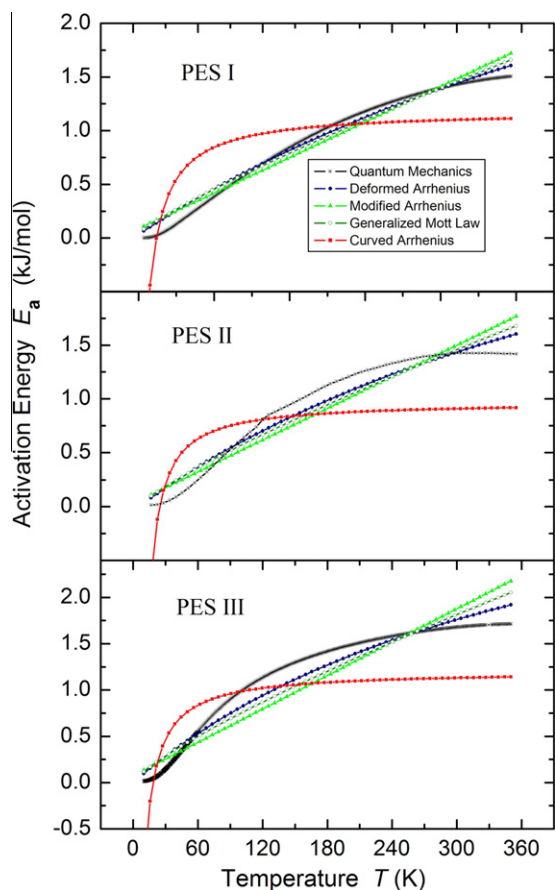 2.0
1.5
1.0
0.5
0.0
PES I
Quantum Mechanics
Deformed Arrhenius
Modified Arrhenius
Generalized Mott Law
Curved Arrhenius
Activation Energy Ea (kJ/mol)
1.5
1.0
0.5
0.0
PES II
2.0
1.5
1.0
0.5
0.0
-0.5
PES III
0 60 120 180 240 300 360
Temperature T (K)